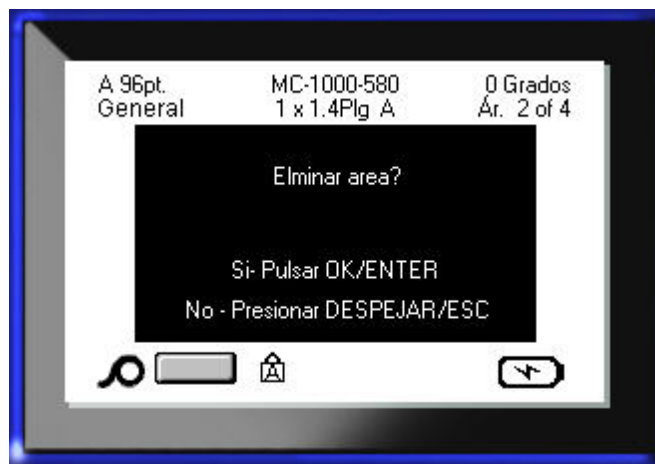 A 96pt. MC-1000-580 0 Grados
General 1 x 1.4Plg A Ár. 2 of 4
Elminar area?
Si- Pulsar OK/ENTER
No - Presionar DESPEJAR/ESC
A